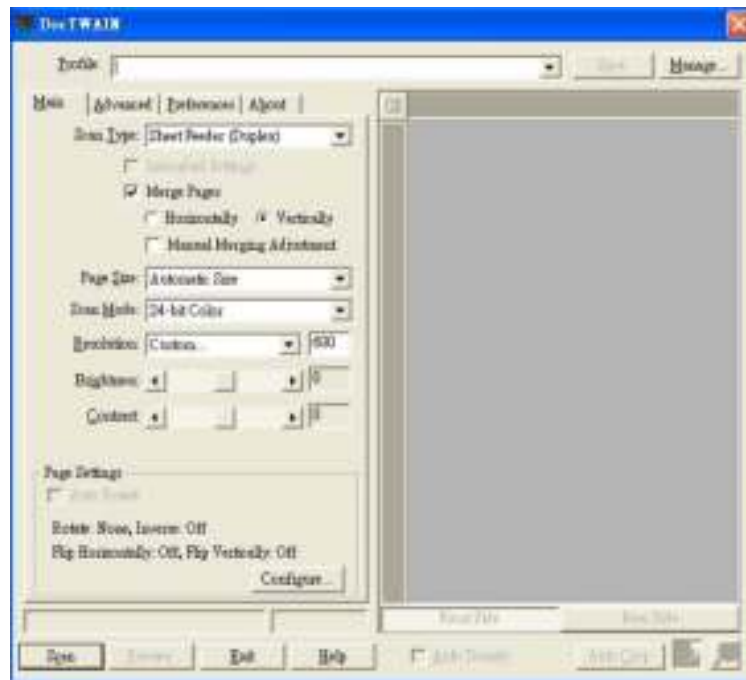 DocTWAIN
Profile
Save
Manage...
Main
Advanced
Preferences
About
Scan Type: Sheet Feeder (Duplex)
Merge Pages
Horizontally
Vertically
Manual Merging Adjustment
Page Size: Automatic Size
Scan Mode: 24-bit Color
Resolution: Custom... 600
Brightness: 0
Contrast: 0
Page Settings
Rotate: None, Inverse: Off
Flip Horizontally: Off, Flip Vertically: Off
Configure...
Scan
Preview
Exit
Help